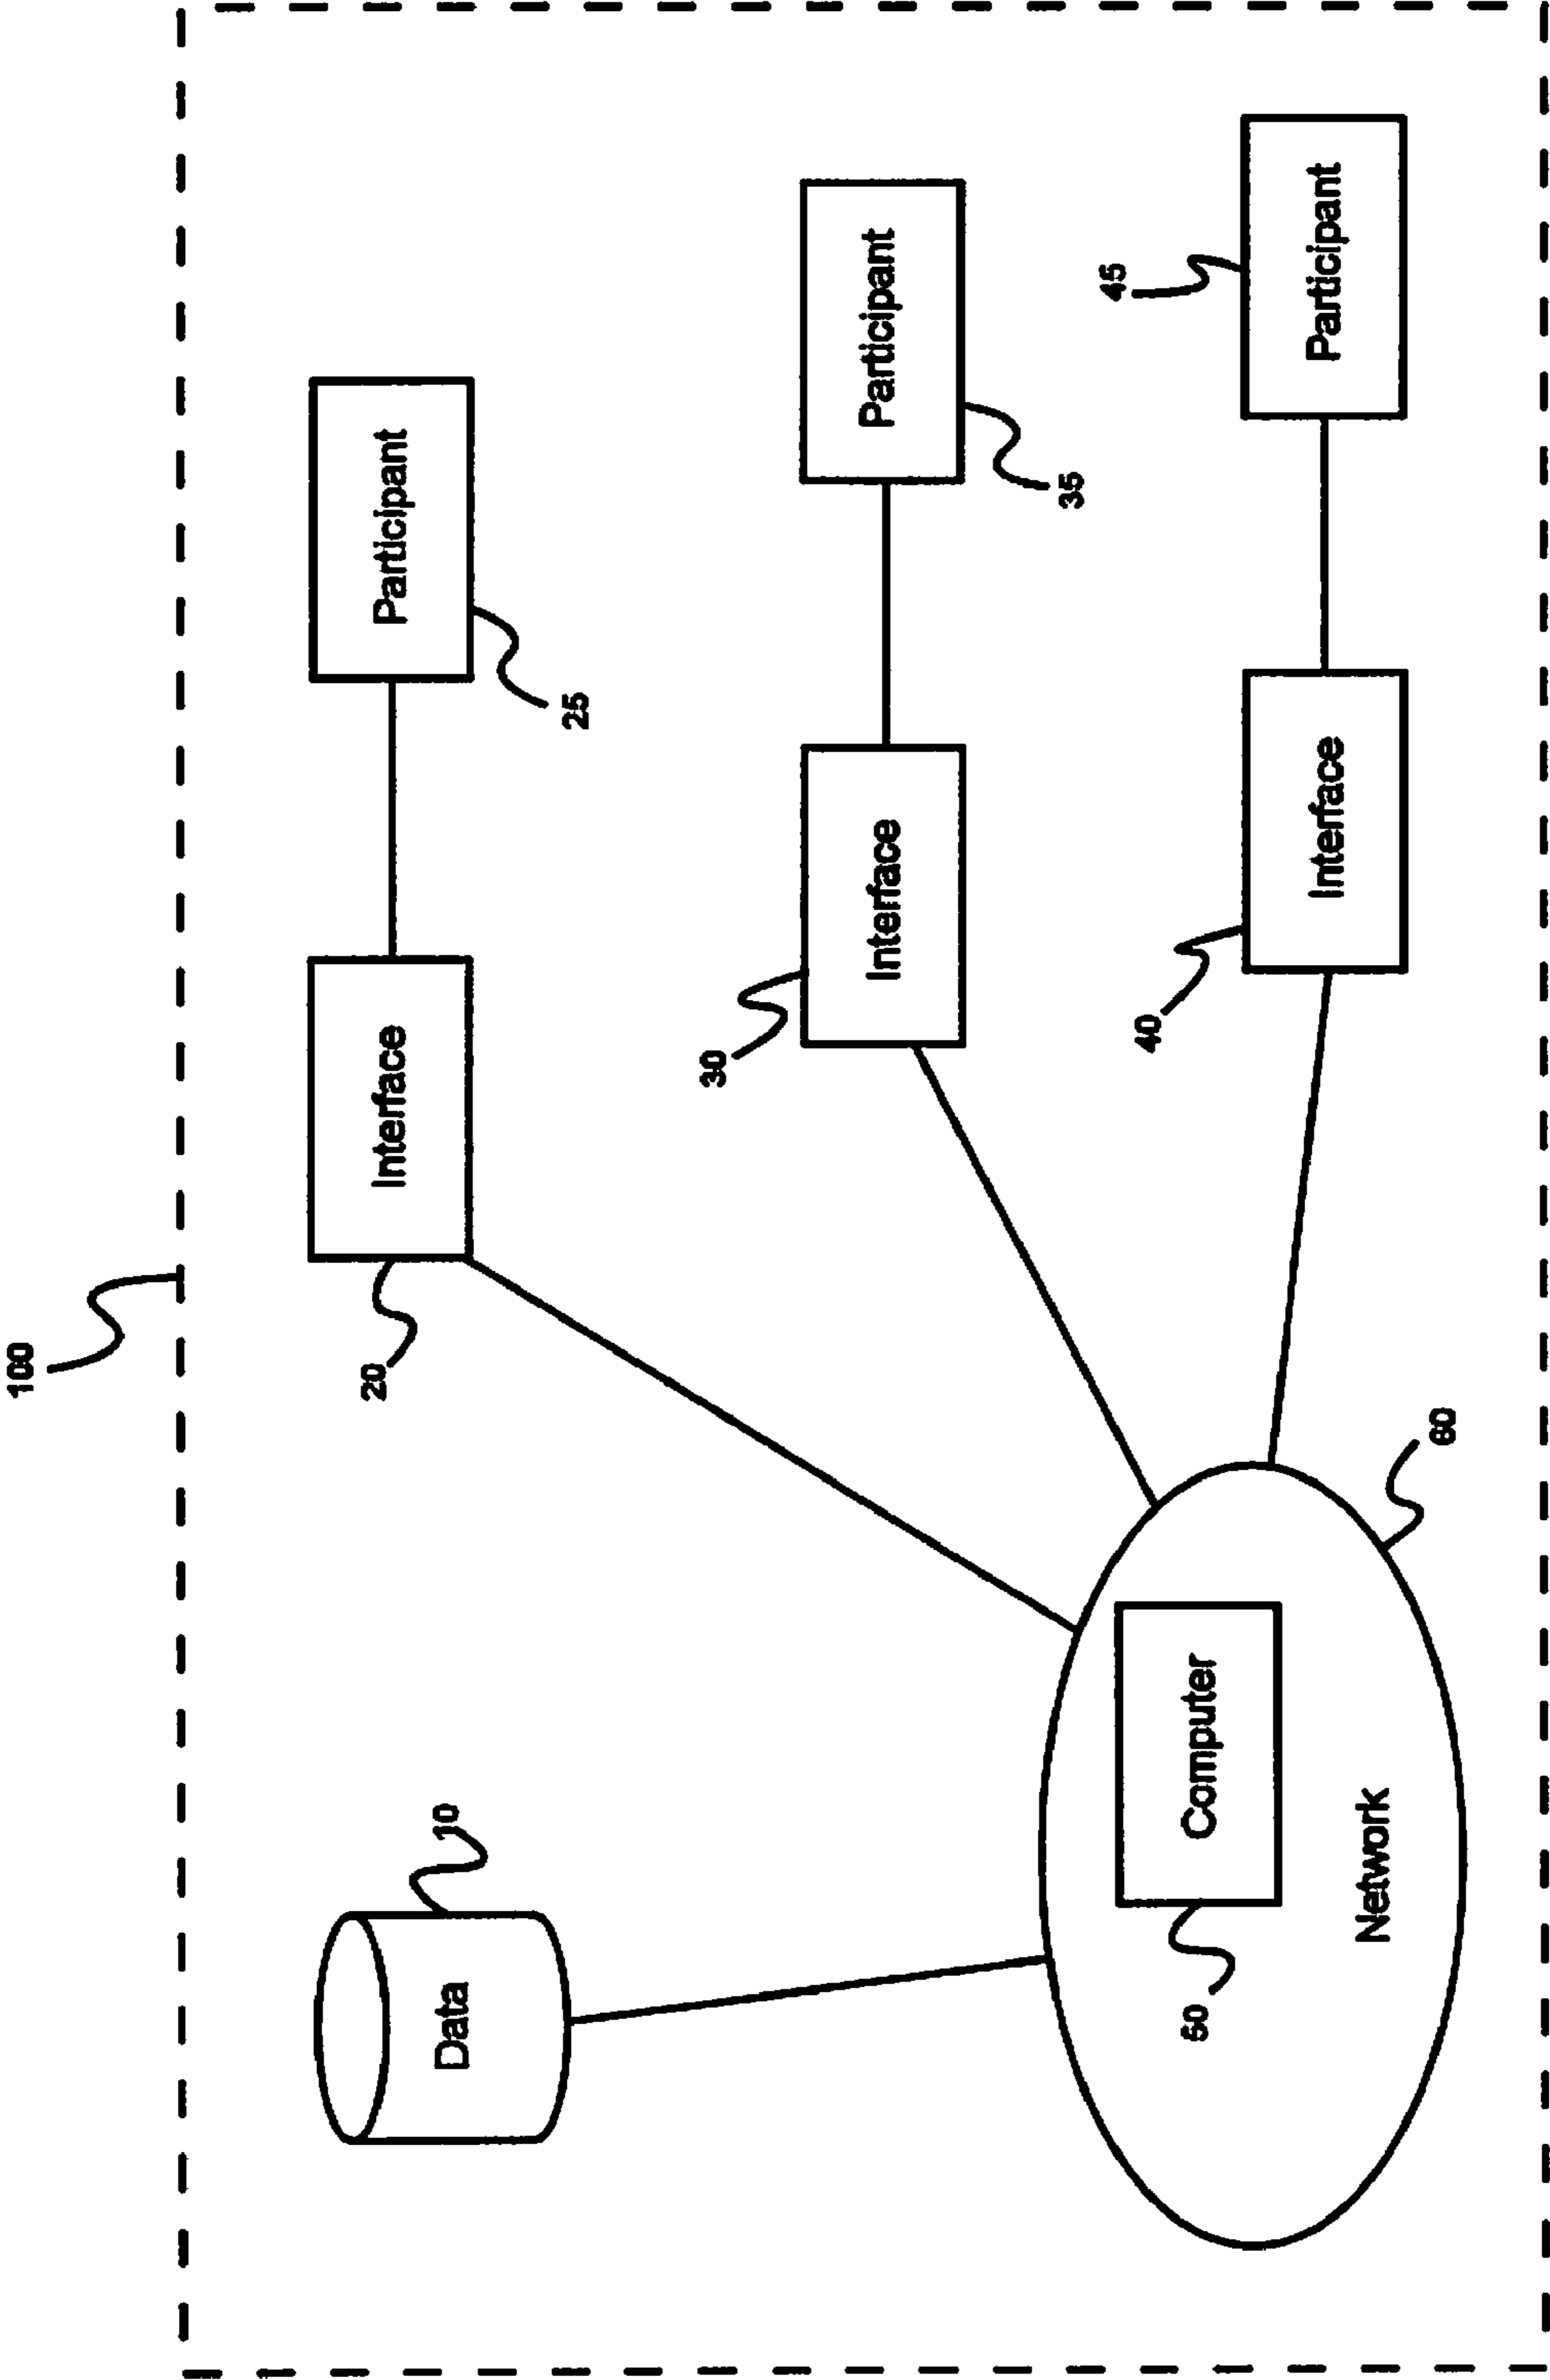 100
20
Interface
Participant
10
Data
25
30
Interface
Participant
35
45
40
50
Computer
Interface
Participant
Network
60